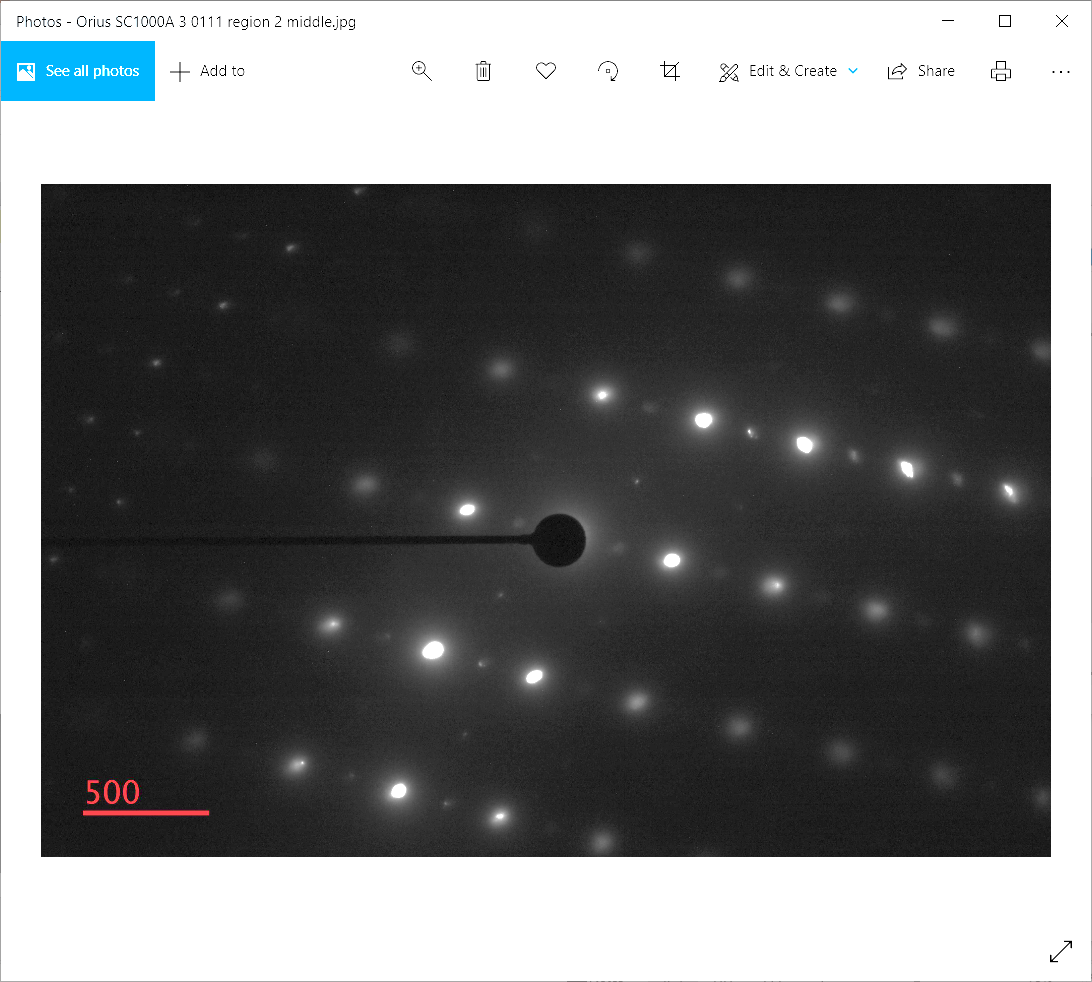 Photos - Orius SC1000A 3 0111 region 2 middle.jpg
See all photos
Add to
Edit & Create
Share
500